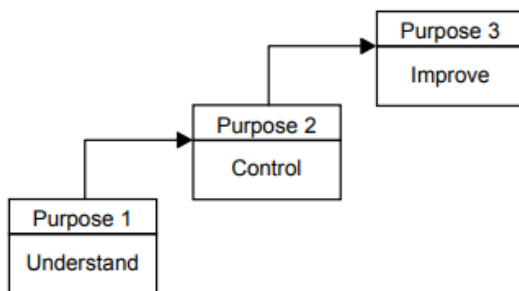 Purpose 3
Improve
Purpose 2
Control
Purpose 1
Understand